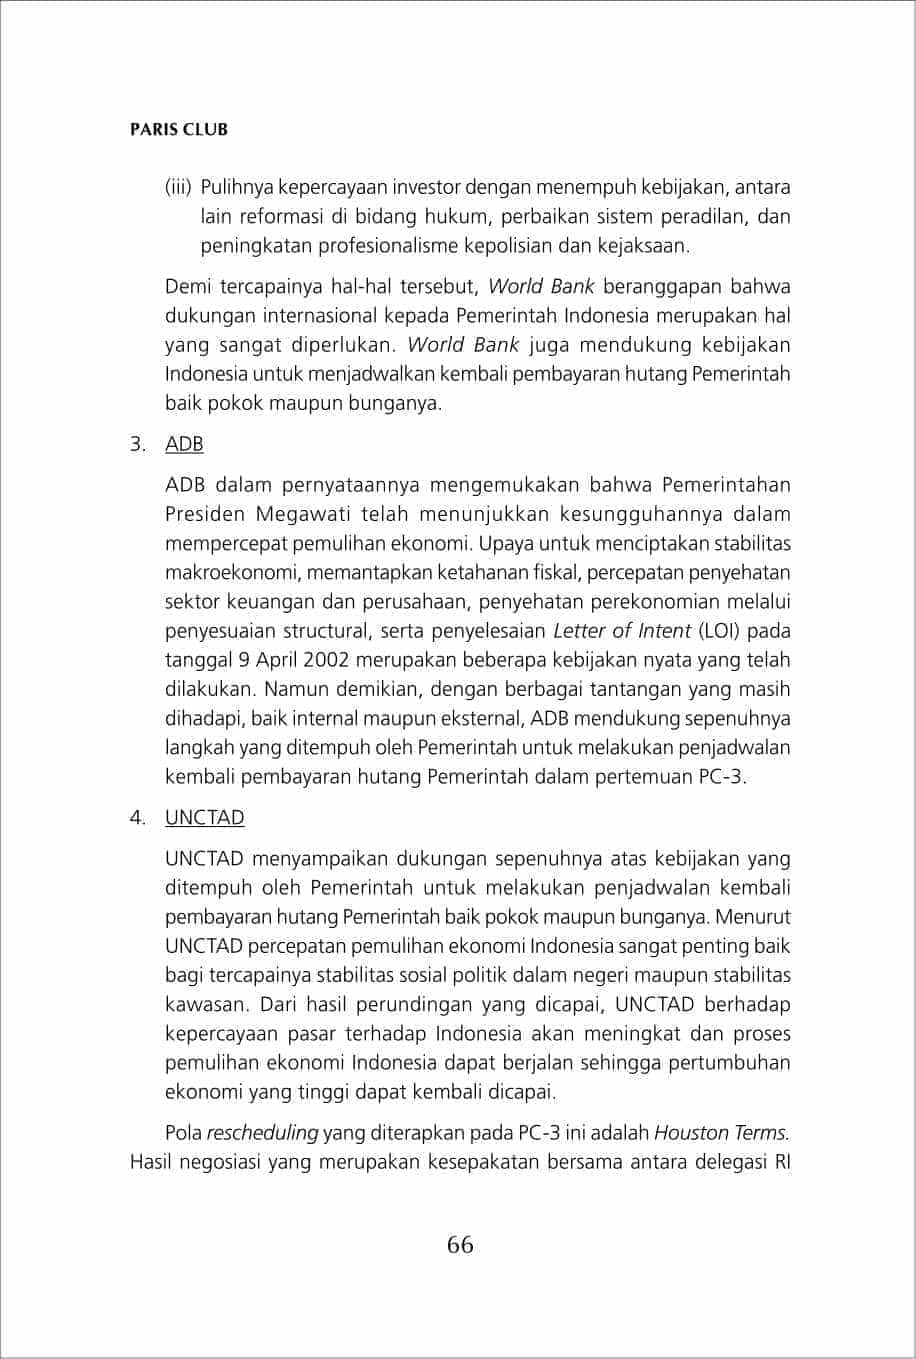 PARIS CLUB
(iii) Pulihnya kepercayaan investor dengan menempuh kebijakan, antara
lain reformasi di bidang hukum, perbaikan sistem peradilan, dan
peningkatan profesionalisme kepolisian dan kejaksaan.
Demi tercapainya hal-hal tersebut, World Bank beranggapan bahwa
dukungan internasional kepada Pemerintah Indonesia merupakan hal
yang sangat diperlukan. World Bank juga mendukung kebijakan
Indonesia untuk menjadwalkan kembali pembayaran hutang Pemerintah
baik pokok maupun bunganya.
3. ADB
ADB dalam pernyataannya mengemukakan bahwa Pemerintahan
Presiden Megawati telah menunjukkan kesungguhannya dalam
mempercepat pemulihan ekonomi. Upaya untuk menciptakan stabilitas
makroekonomi, memantapkan ketahanan fiskal, percepatan penyehatan
sektor keuangan dan perusahaan, penyehatan perekonomian melalui
penyesuaian structural, serta penyelesaian Letter of Intent (LOI) pada
tanggal 9 April 2002 merupakan beberapa kebijakan nyata yang telah
dilakukan. Namun demikian, dengan berbagai tantangan yang masih
dihadapi, baik internal maupun eksternal, ADB mendukung sepenuhnya
langkah yang ditempuh oleh Pemerintah untuk melakukan penjadwalan
kembali pembayaran hutang Pemerintah dalam pertemuan PC-3.
4. UNCTAD
UNCTAD menyampaikan dukungan sepenuhnya atas kebijakan yang
ditempuh oleh Pemerintah untuk melakukan penjadwalan kembali
pembayaran hutang Pemerintah baik pokok maupun bunganya. Menurut
UNCTAD percepatan pemulihan ekonomi Indonesia sangat penting baik
bagi tercapainya stabilitas sosial politik dalam negeri maupun stabilitas
kawasan. Dari hasil perundingan yang dicapai, UNCTAD berhadap
kepercayaan pasar terhadap Indonesia akan meningkat dan proses
pemulihan ekonomi Indonesia dapat berjalan sehingga pertumbuhan
ekonomi yang tinggi dapat kembali dicapai.
Pola rescheduling yang diterapkan pada PC-3 ini adalah Houston Terms.
Hasil negosiasi yang merupakan kesepakatan bersama antara delegasi RI
66